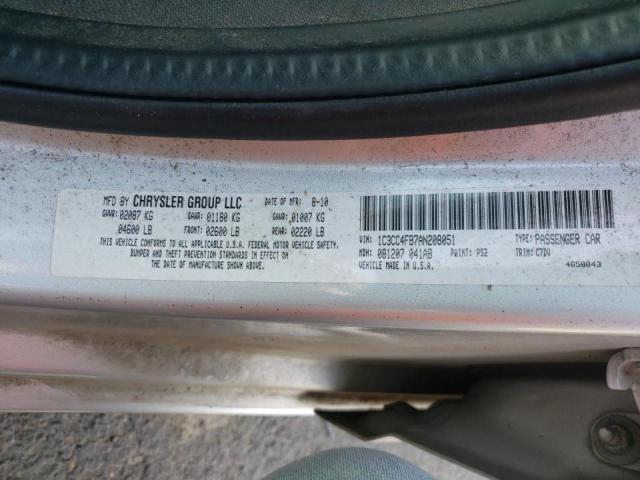 MFD BY CHRYSLER GROUP LLC DATE OF MFR: 8-10
GVWR: 02087 KG GAWR: 01180 KG GAWR: 01007 KG
04600 LB FRONT: 02600 LB REAR: 02220 LB
THIS VEHICLE CONFORMS TO ALL APPLICABLE U.S.A. FEDERAL MOTOR VEHICLE SAFETY,
BUMPER AND THEFT PREVENTION STANDARDS IN EFFECT ON
THE DATE OF MANUFACTURE SHOWN ABOVE.
VIN: 1C3CC4FB7AN208051 TYPE: PASSENGER CAR
MDH: 081207 041AB PAINT: PS2 TRIM: C7DV
VEHICLE MADE IN U.S.A. 4658843